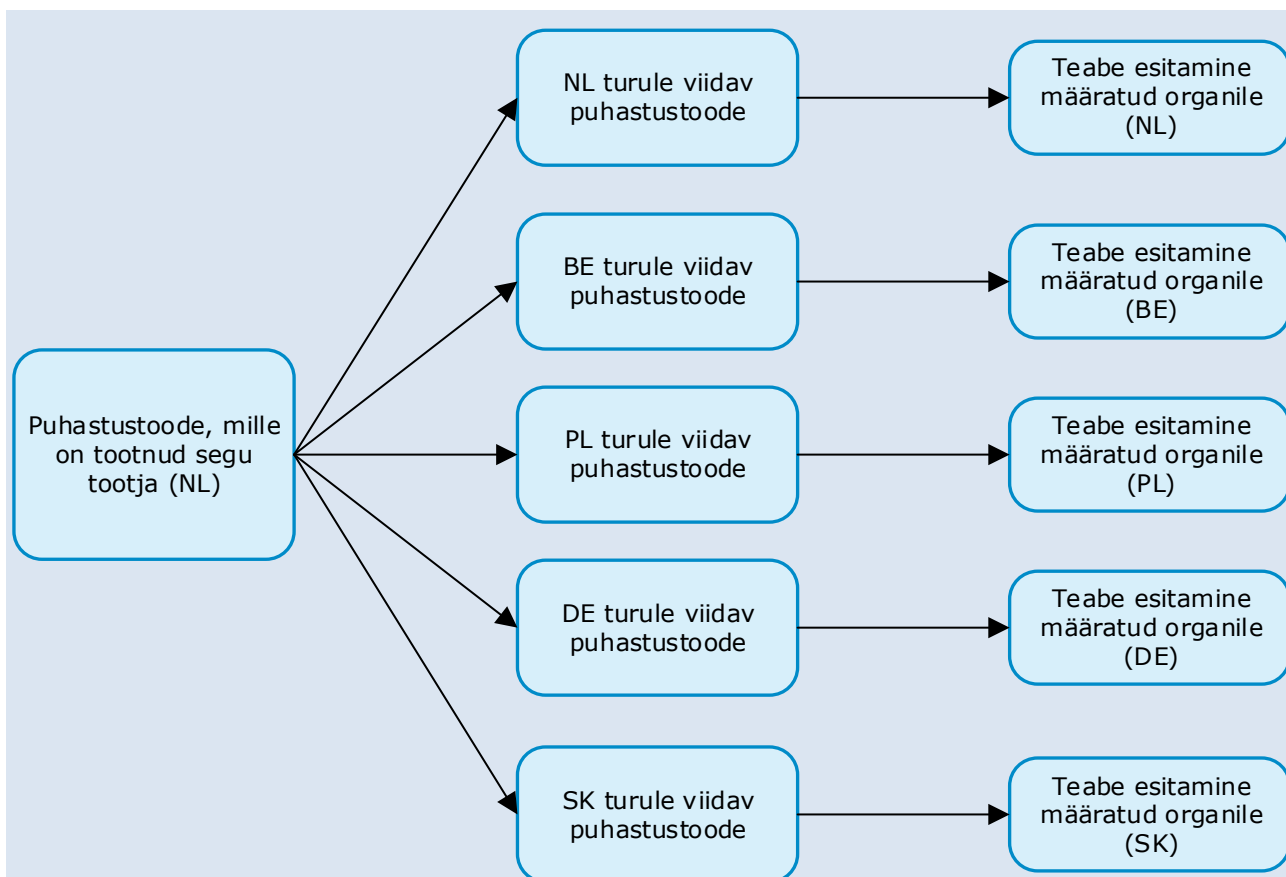 Puhastustoode, mille
on tootnud segu
tootja (NL)
NL turule viidav
puhastustoode
Teabe esitamine
määratud organile
(NL)
BE turule viidav
puhastustoode
Teabe esitamine
määratud organile
(BE)
PL turule viidav
puhastustoode
Teabe esitamine
määratud organile
(PL)
DE turule viidav
puhastustoode
Teabe esitamine
määratud organile
(DE)
SK turule viidav
puhastustoode
Teabe esitamine
määratud organile
(SK)